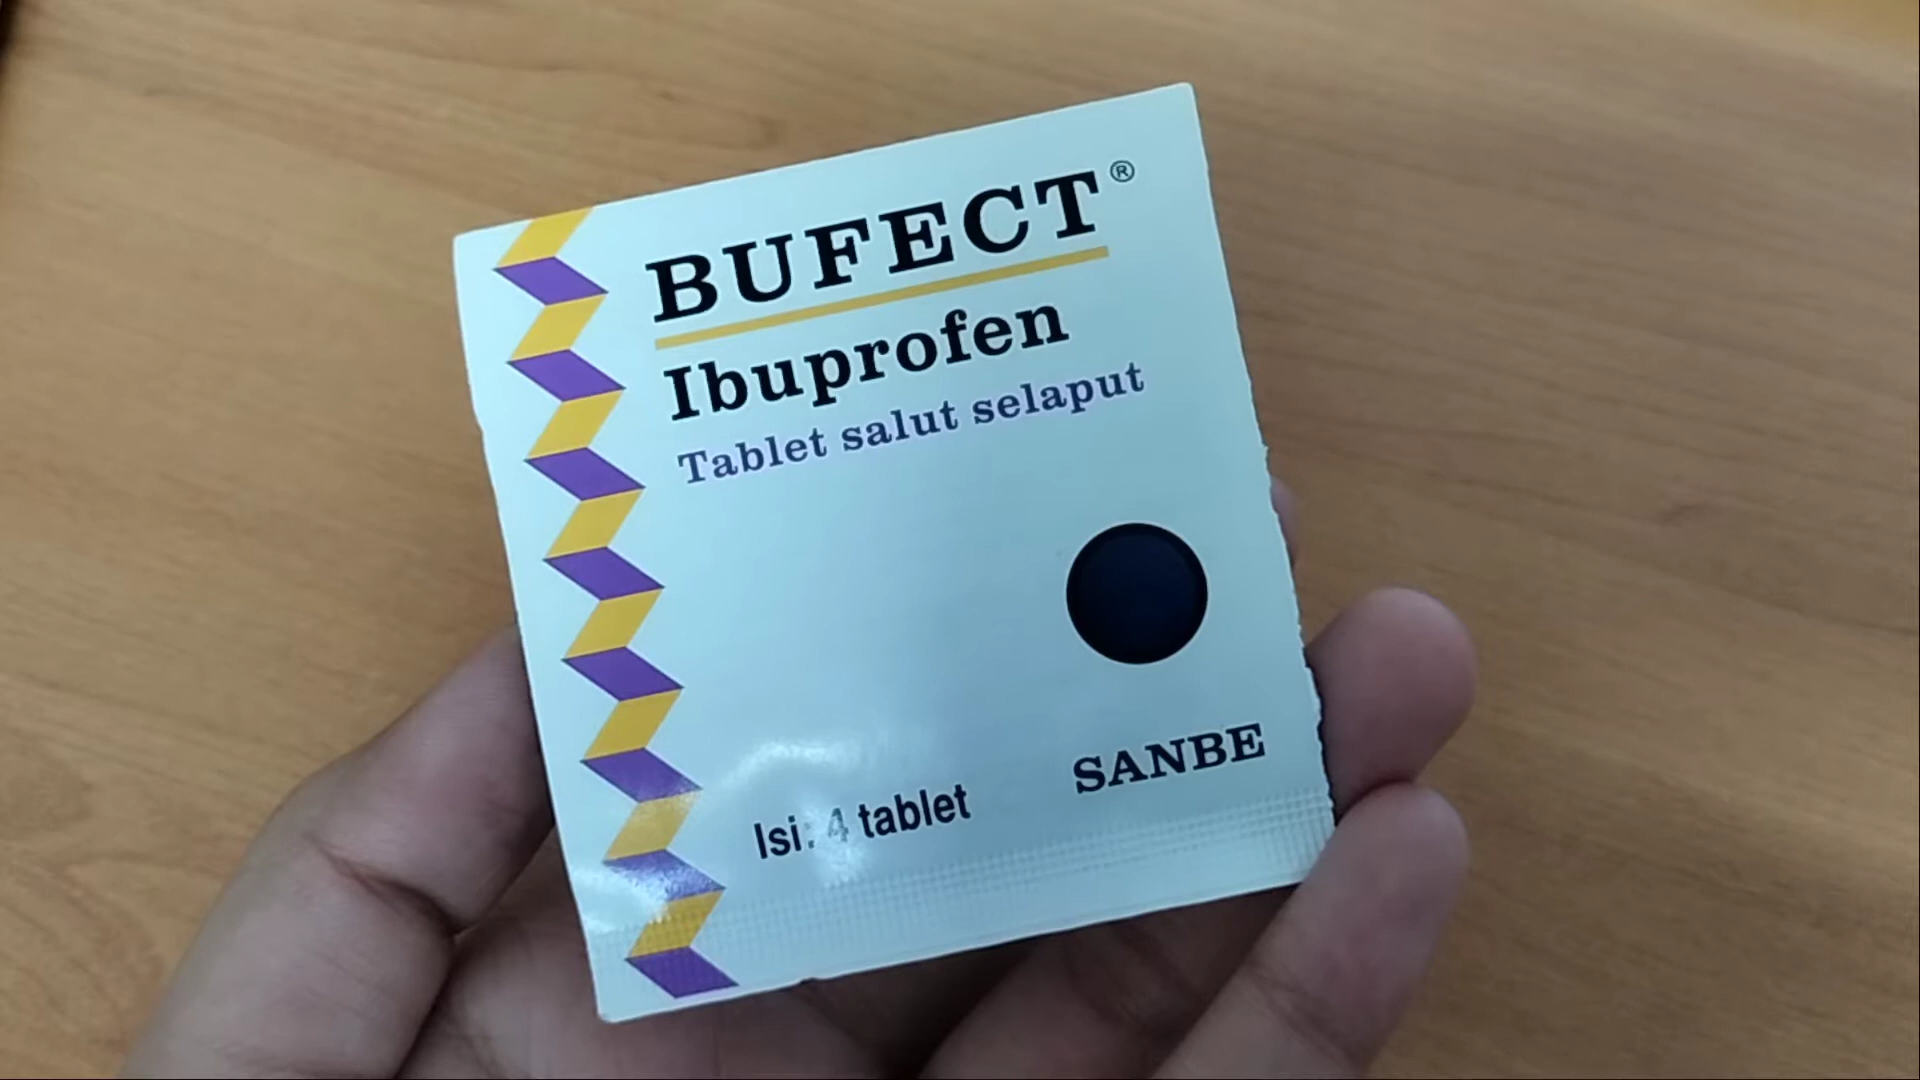 BUFECT®
Ibuprofen
Tablet salut selaput
SANBE
Isi: 4 tablet